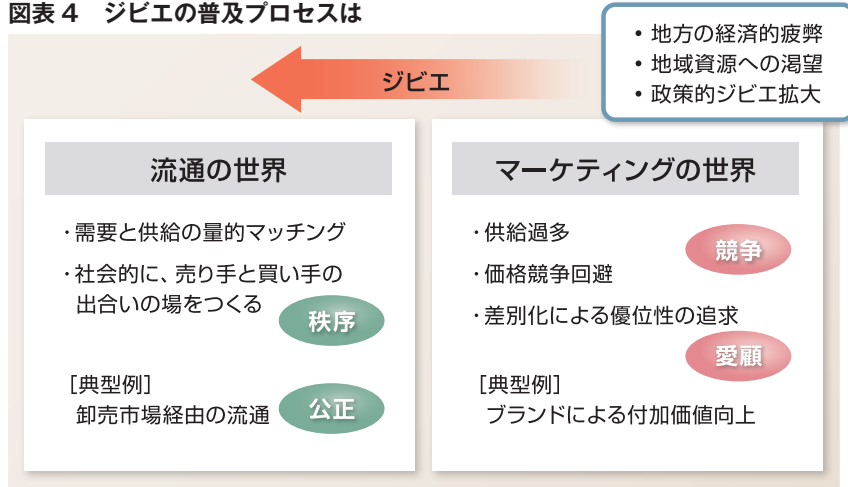 図表4 ジビエの普及プロセスは
・地方の経済的疲弊
・地域資源への渇望
・政策的ジビエ拡大
ジビエ
流通の世界
・需要と供給の量的マッチング
・社会的に、売り手と買い手の
出合いの場をつくる
秩序
[典型例]
卸売市場経由の流通
公正
マーケティングの世界
・供給過多
競争
・価格競争回避
・差別化による優位性の追求
愛顧
[典型例]
ブランドによる付加価値向上